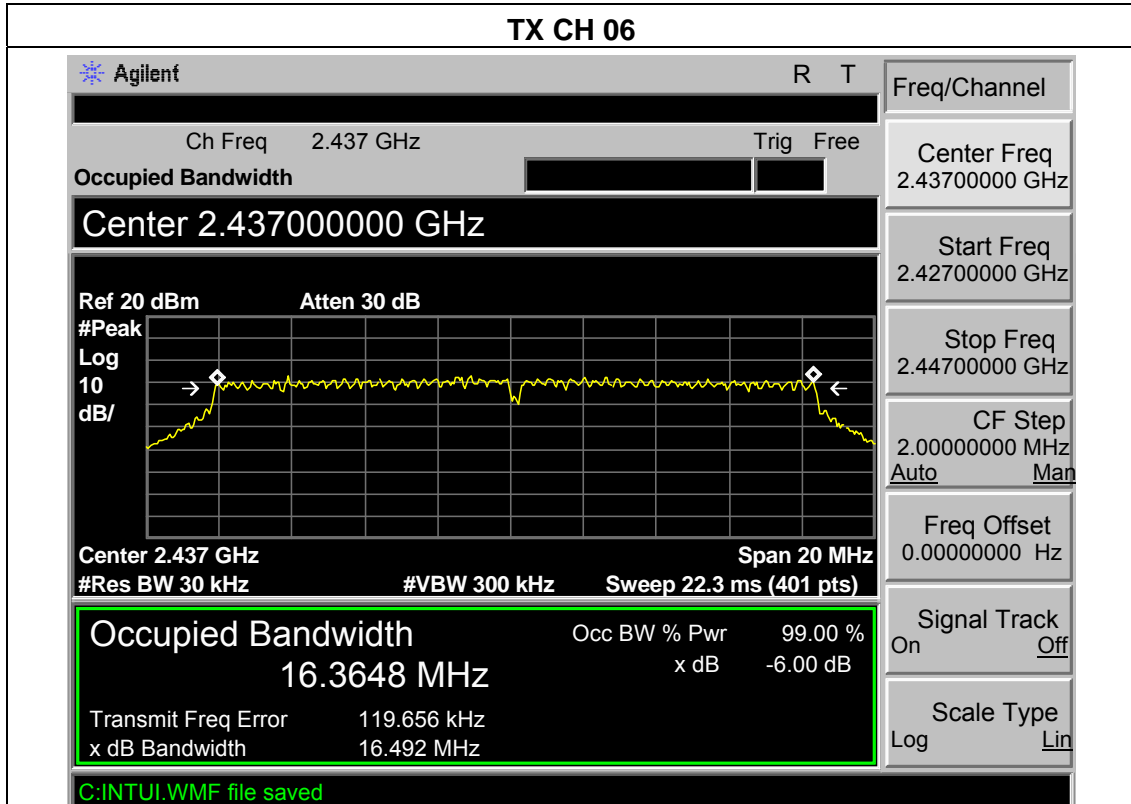 TX CH 06
Agilent R T
Ch Freq 2.437 GHz Trig Free
Occupied Bandwidth
Center 2.437000000 GHz
Ref 20 dBm Atten 30 dB
#Peak
Log
10
dB/
Center 2.437 GHz Span 20 MHz
#Res BW 30 kHz #VBW 300 kHz Sweep 22.3 ms (401 pts)
Occupied Bandwidth
16.3648 MHz
Occ BW % Pwr 99.00 %
x dB -6.00 dB
Transmit Freq Error 119.656 kHz
x dB Bandwidth 16.492 MHz
C:INTUI.WMF file saved
Freq/Channel
Center Freq
2.43700000 GHz
Start Freq
2.42700000 GHz
Stop Freq
2.44700000 GHz
CF Step
2.00000000 MHz
Auto Man
Freq Offset
0.00000000 Hz
Signal Track
On Off
Scale Type
Log Lin